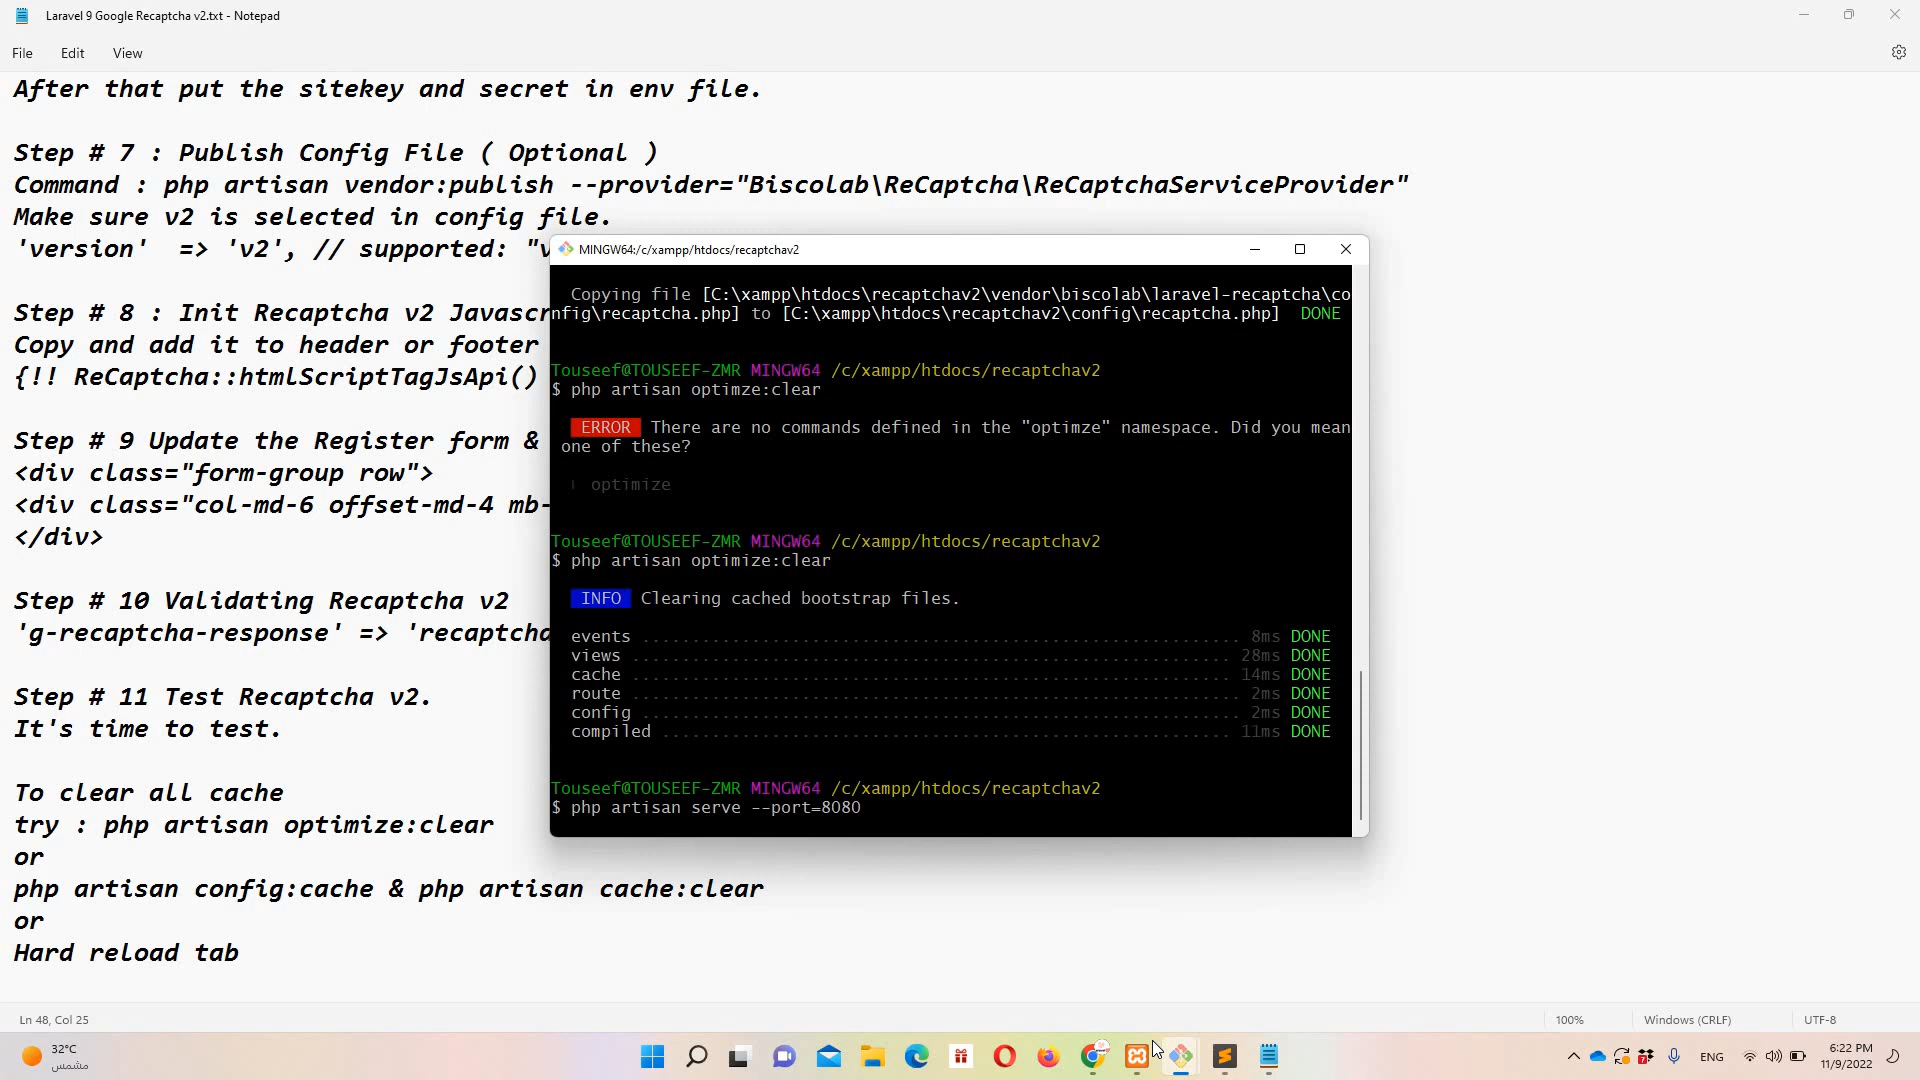 Laravel 9 Google Recaptcha v2.txt - Notepad
File Edit View
After that put the sitekey and secret in env file.
Step # 7 : Publish Config File ( Optional )
Command : php artisan vendor:publish --provider="Biscolab\ReCaptcha\ReCaptchaServiceProvider"
Make sure v2 is selected in config file.
'version'  => 'v2', // supported: "v
Step # 8 : Init Recaptcha v2 Javascr
Copy and add it to header or footer
{!! ReCaptcha::htmlScriptTagJsApi()
Step # 9 Update the Register form &
<div class="form-group row">
<div class="col-md-6 offset-md-4 mb-
</div>
Step # 10 Validating Recaptcha v2
'g-recaptcha-response' => 'recaptcha
Step # 11 Test Recaptcha v2.
It's time to test.
To clear all cache
try : php artisan optimize:clear
or
php artisan config:cache & php artisan cache:clear
or
Hard reload tab
MINGW64:/c/xampp/htdocs/recaptchav2
Copying file [C:\xampp\htdocs\recaptchav2\vendor\biscolab\laravel-recaptcha\co
nfig\recaptcha.php] to [C:\xampp\htdocs\recaptchav2\config\recaptcha.php]  DONE
Touseef@TOUSEEF-ZMR MINGW64 /c/xampp/htdocs/recaptchav2
$ php artisan optimze:clear
ERROR There are no commands defined in the "optimze" namespace. Did you mean
one of these?
optimize
Touseef@TOUSEEF-ZMR MINGW64 /c/xampp/htdocs/recaptchav2
$ php artisan optimize:clear
INFO Clearing cached bootstrap files.
events ............................................................ 8ms DONE
views ............................................................ 28ms DONE
cache ............................................................ 14ms DONE
route ............................................................. 2ms DONE
config ............................................................ 2ms DONE
compiled ......................................................... 11ms DONE
Touseef@TOUSEEF-ZMR MINGW64 /c/xampp/htdocs/recaptchav2
$ php artisan serve --port=8080
Ln 48, Col 25 100% Windows (CRLF) UTF-8
32°C
مشمس
ENG
6:22 PM
11/9/2022